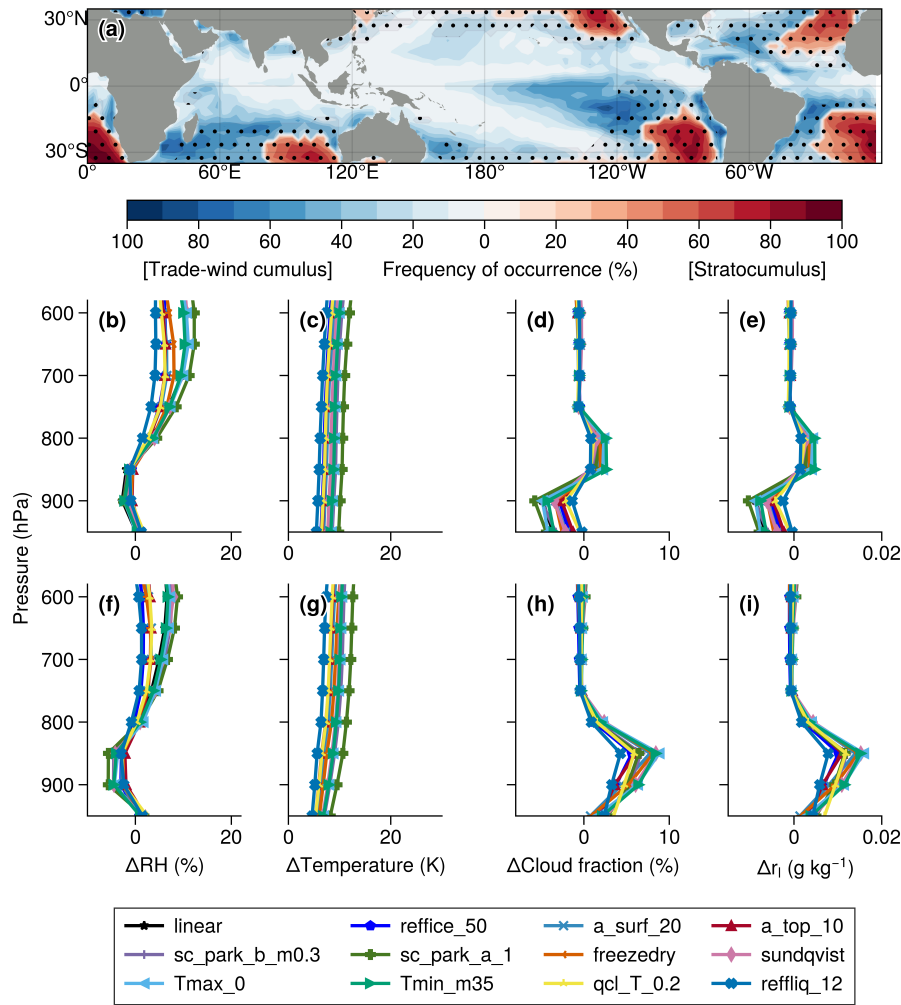 (a)
30°N
0°
30°S
0° 60°E 120°E 180° 120°W 60°W
100 80 60 40 20 0 20 40 60 80 100
[Trade-wind cumulus] Frequency of occurrence (%) [Stratocumulus]
Pressure (hPa)
(b) (c) (d) (e)
600
700
800
900
0 20 0 20 0 10 0 0.02
(f) (g) (h) (i)
600
700
800
900
0 20 0 20 0 10 0 0.02
ΔRH (%) ΔTemperature (K) ΔCloud fraction (%) Δrₗ (g kg⁻¹)
linear reffice_50 a_surf_20 a_top_10
sc_park_b_m0.3 sc_park_a_1 freezedry sundqvist
Tmax_0 Tmin_m35 qcl_T_0.2 reffliq_12